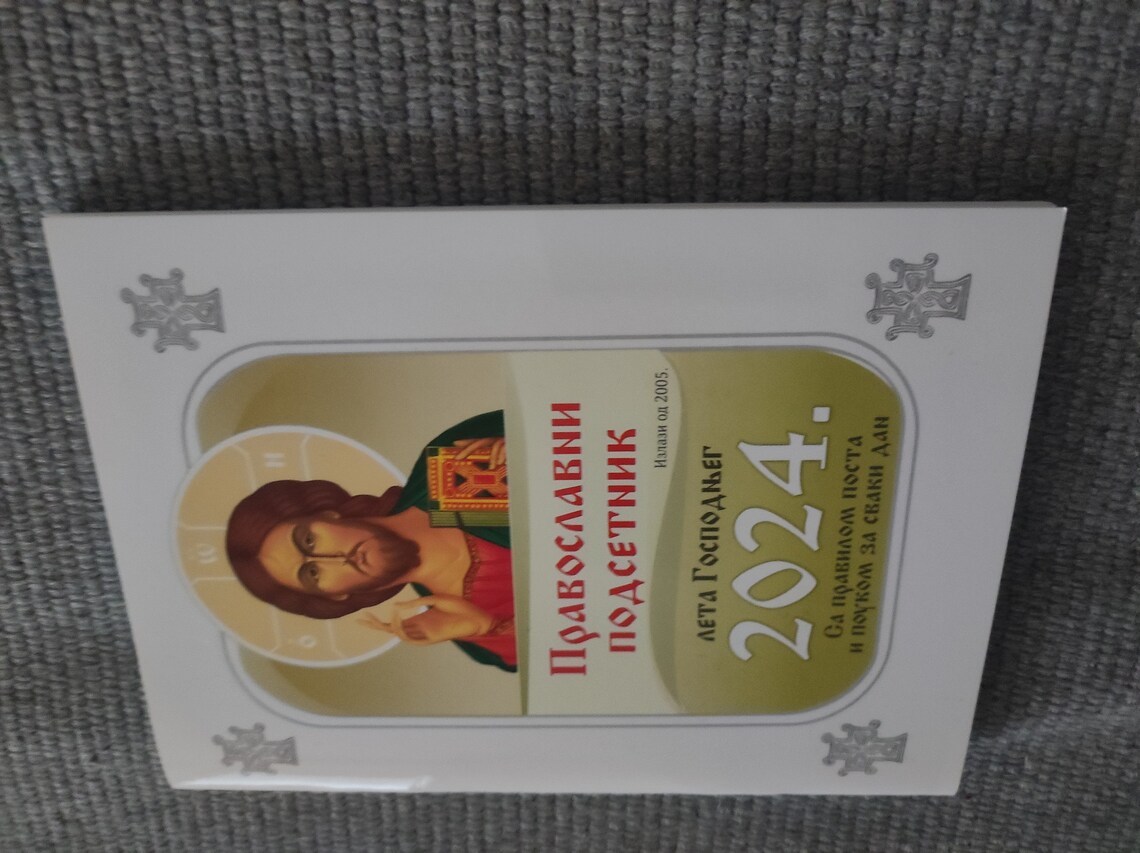 О Ѡ Н
Православни
подсетник
Излази од 2005.
лета Господњег
2024.
Са правилом поста
и поуком за сваки дан